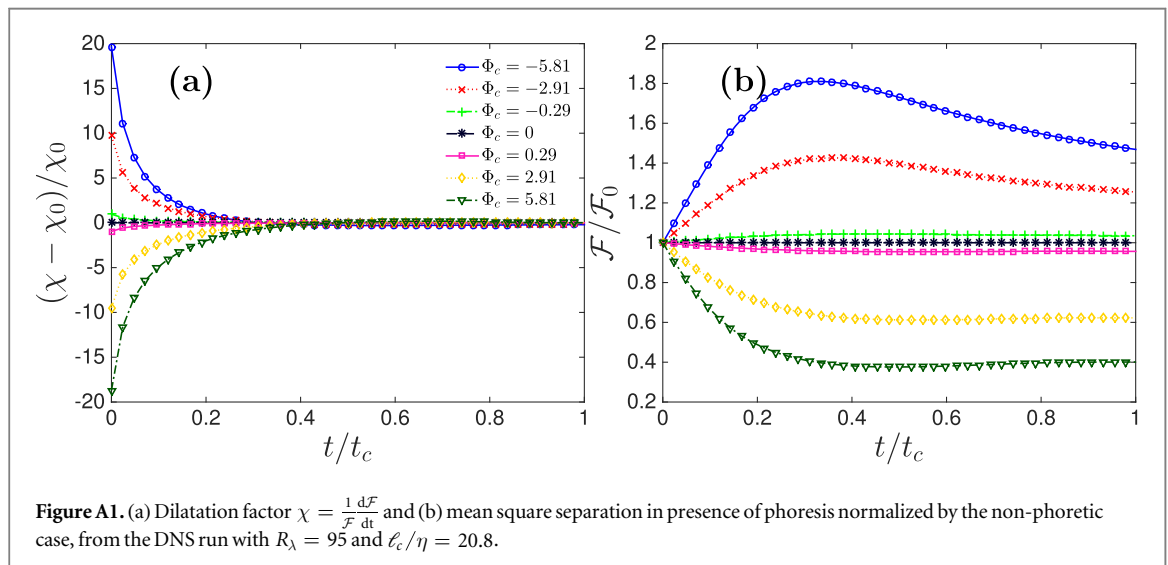 (a)
(χ − χ0)/χ0
20
15
10
5
0
-5
-10
-15
-20
0 0.2 0.4 0.6 0.8 1
t/tc
Φc = −5.81
Φc = −2.91
Φc = −0.29
Φc = 0
Φc = 0.29
Φc = 2.91
Φc = 5.81
(b)
F/F0
2
1.8
1.6
1.4
1.2
1
0.8
0.6
0.4
0.2
0 0.2 0.4 0.6 0.8 1
t/tc
Figure A1. (a) Dilatation factor χ = 1/F dF/dt and (b) mean square separation in presence of phoresis normalized by the non-phoretic
case, from the DNS run with Rλ = 95 and ℓc/η = 20.8.